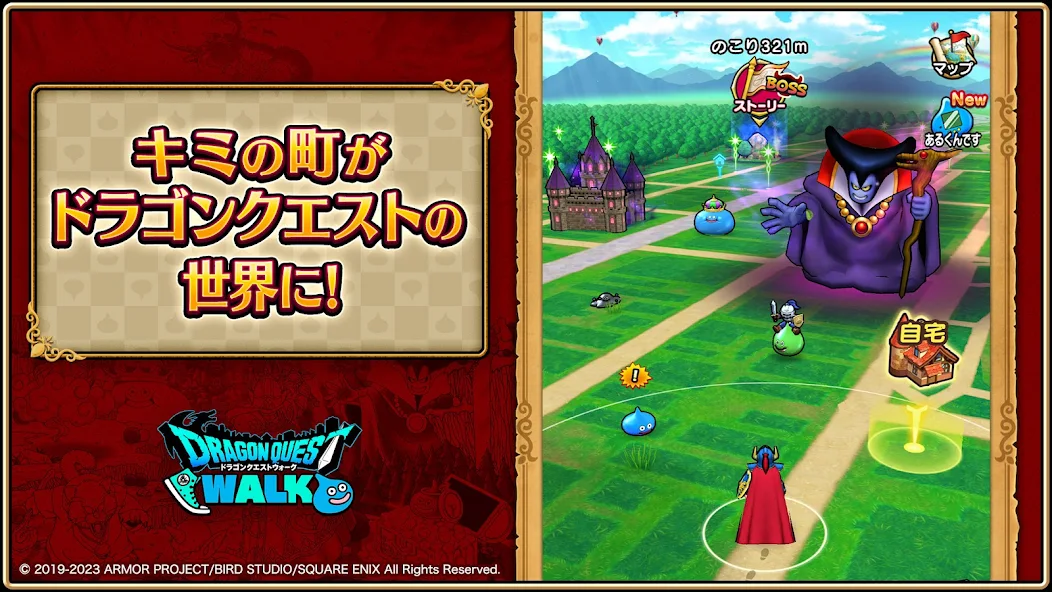 キミの町が
ドラゴンクエストの
世界に!
DRAGON QUEST
ドラゴンクエストウォーク
WALK
© 2019-2023 ARMOR PROJECT/BIRD STUDIO/SQUARE ENIX All Rights Reserved.
のこり321m
BOSS
ストーリー
マップ
New
あるくんです
自宅
!